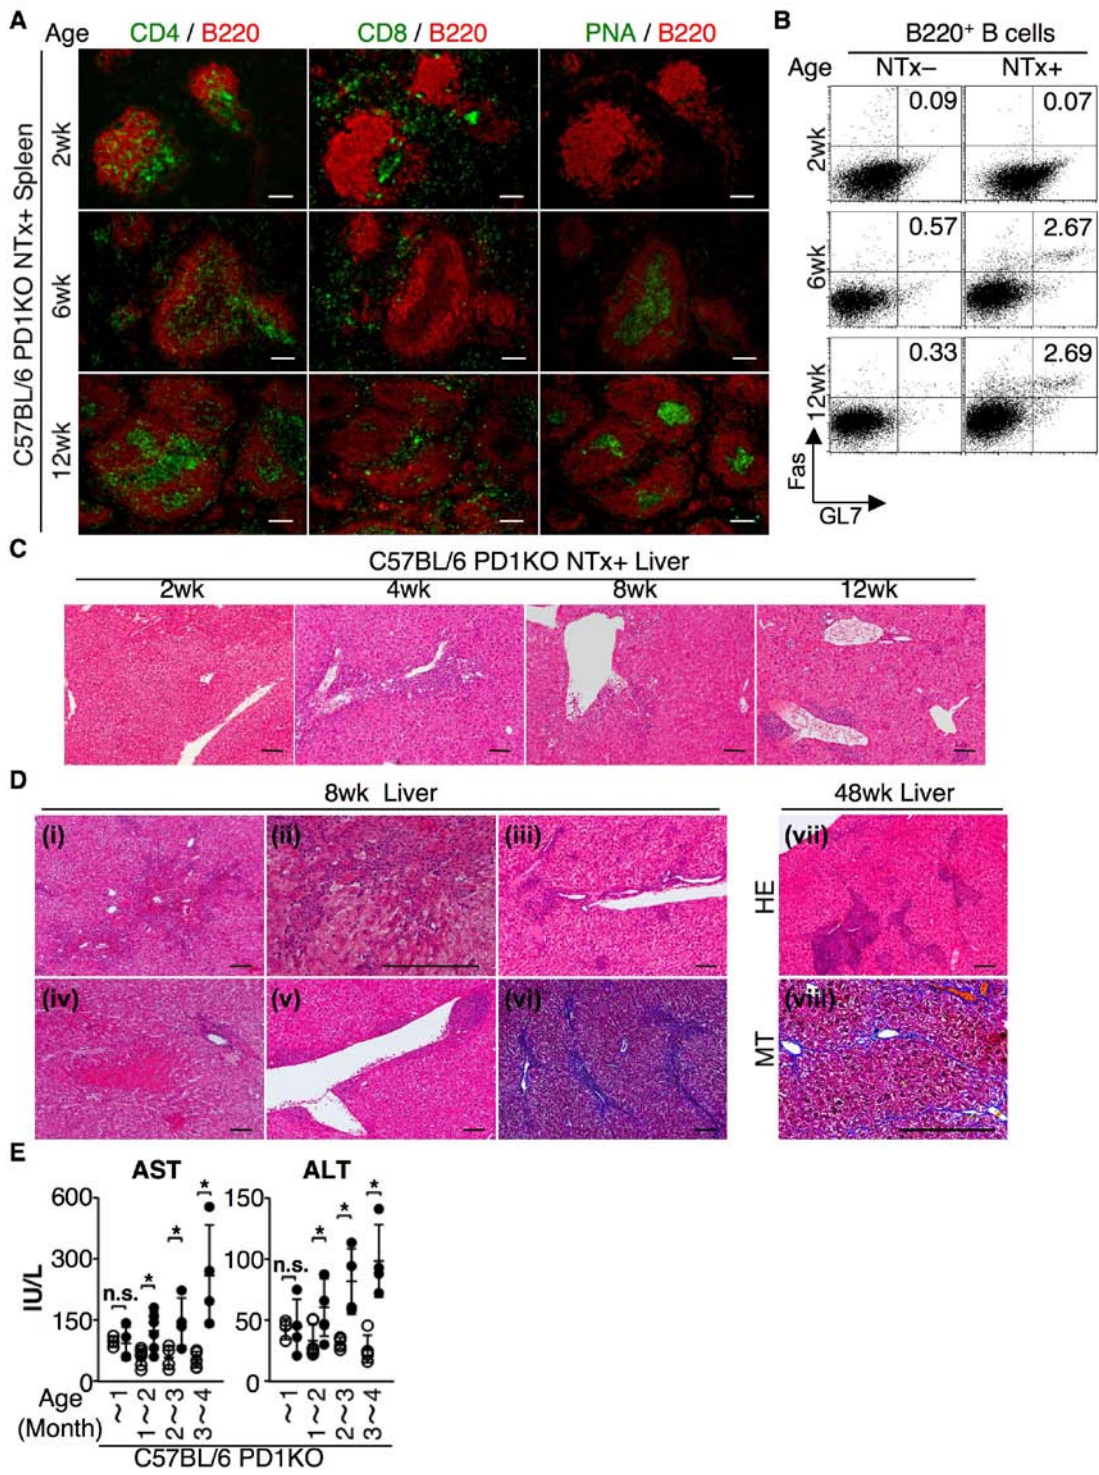 A
Age
CD4 / B220
CD8 / B220
PNA / B220
C57BL/6 PD1KO NTx+ Spleen
2wk
6wk
12wk
B
B220+ B cells
Age
NTx–
NTx+
2wk
0.09
0.07
6wk
0.57
2.67
12wk
0.33
2.69
Fas
GL7
C
C57BL/6 PD1KO NTx+ Liver
2wk
4wk
8wk
12wk
D
8wk Liver
48wk Liver
(i)
(ii)
(iii)
(vii)
HE
(iv)
(v)
(vi)
(viii)
MT
E
AST
ALT
IU/L
600
300
150
0
n.s.
*
*
*
150
100
50
0
n.s.
*
*
*
Age
(Month)
~1
1~2
2~3
3~4
~1
1~2
2~3
3~4
C57BL/6 PD1KO